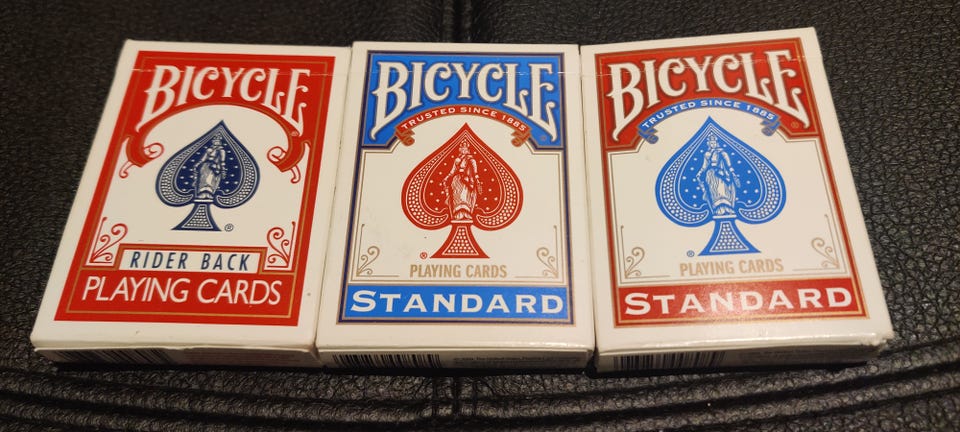 BICYCLE
®
®
RIDER BACK
PLAYING CARDS
BICYCLE
TRUSTED SINCE 1885
®
®
PLAYING CARDS
STANDARD
BICYCLE
TRUSTED SINCE 1885
®
®
PLAYING CARDS
STANDARD